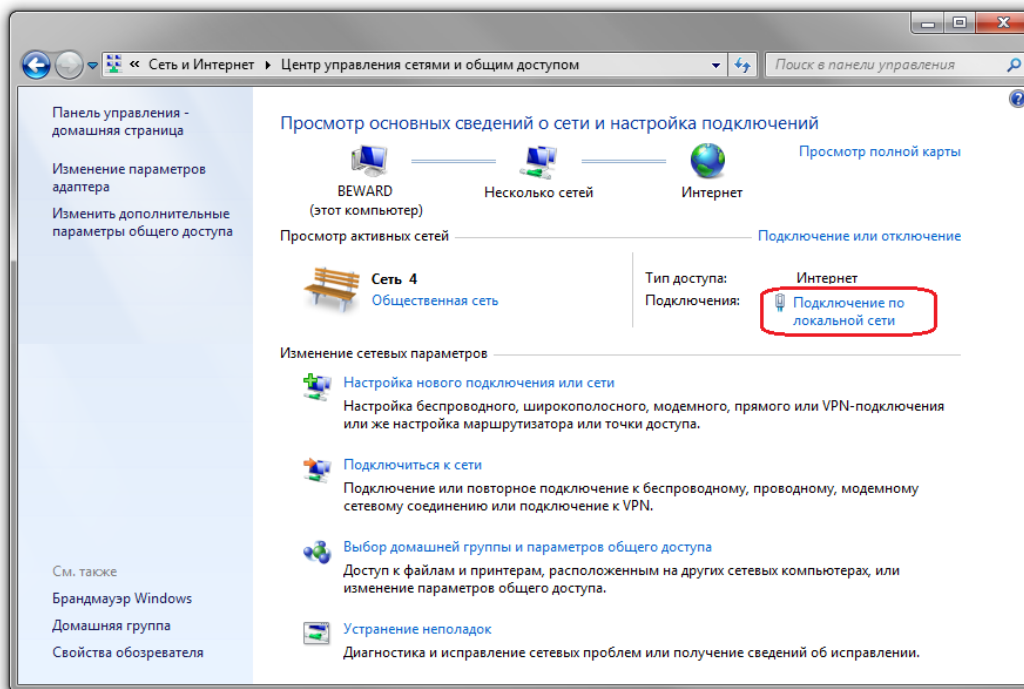 « Сеть и Интернет ▸ Центр управления сетями и общим доступом
Поиск в панели управления
Панель управления -
домашняя страница
Изменение параметров
адаптера
Изменить дополнительные
параметры общего доступа
Просмотр основных сведений о сети и настройка подключений
Просмотр полной карты
BEWARD
(этот компьютер)
Несколько сетей
Интернет
Просмотр активных сетей
Подключение или отключение
Сеть 4
Общественная сеть
Тип доступа: Интернет
Подключения: Подключение по
локальной сети
Изменение сетевых параметров
Настройка нового подключения или сети
Настройка беспроводного, широкополосного, модемного, прямого или VPN-подключения
или же настройка маршрутизатора или точки доступа.
Подключиться к сети
Подключение или повторное подключение к беспроводному, проводному, модемному
сетевому соединению или подключение к VPN.
Выбор домашней группы и параметров общего доступа
Доступ к файлам и принтерам, расположенным на других сетевых компьютерах, или
изменение параметров общего доступа.
Устранение неполадок
Диагностика и исправление сетевых проблем или получение сведений об исправлении.
См. также
Брандмауэр Windows
Домашняя группа
Свойства обозревателя